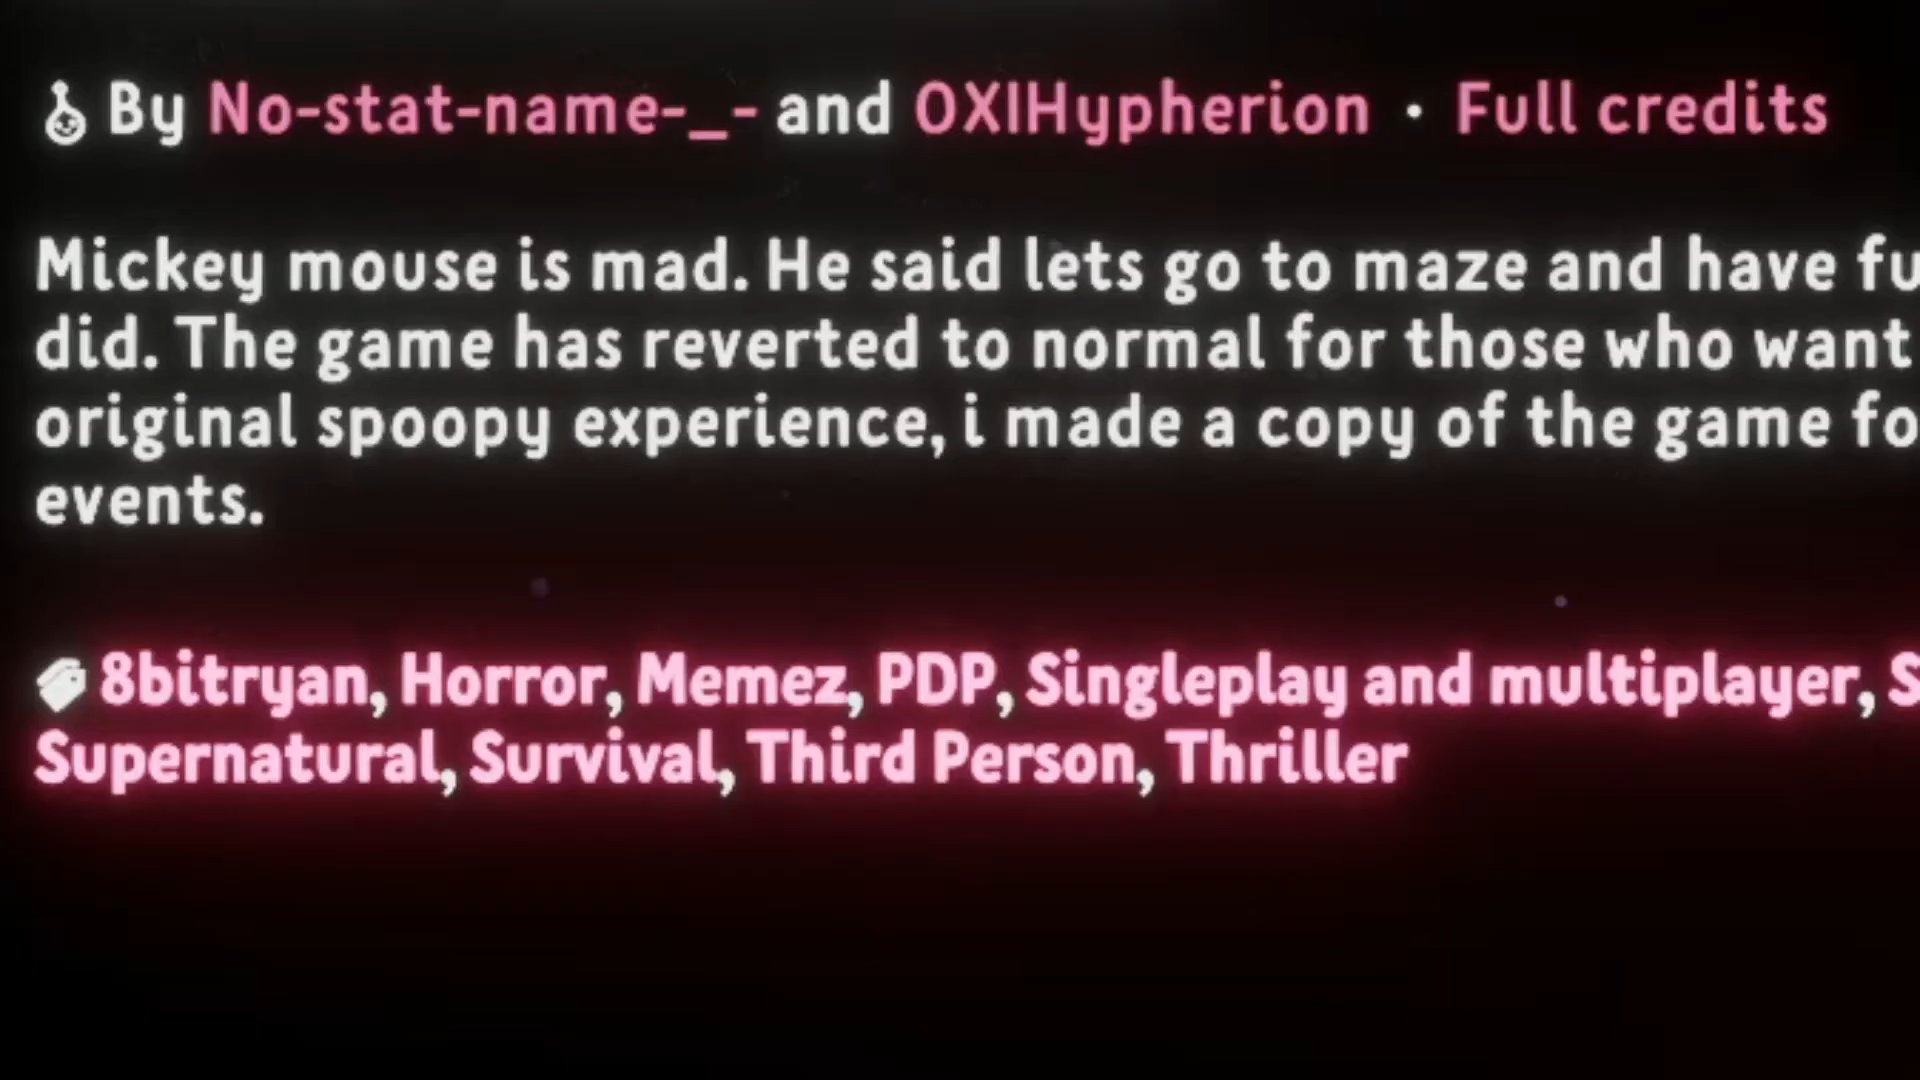 By No-stat-name-_- and OXIHypherion • Full credits
Mickey mouse is mad. He said lets go to maze and have
did. The game has reverted to normal for those who want
original spoopy experience, i made a copy of the game
events.
8bitryan, Horror, Memez, PDP, Singleplay and multiplayer,
Supernatural, Survival, Third Person, Thriller